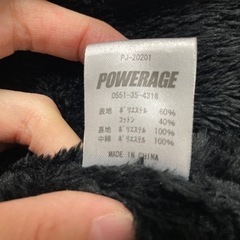 PJ-20201
POWERAGE
0551-35-4318
表地 ポリエステル 60%
コットン 40%
裏地 ポリエステル 100%
中綿 ポリエステル 100%
MADE IN CHINA